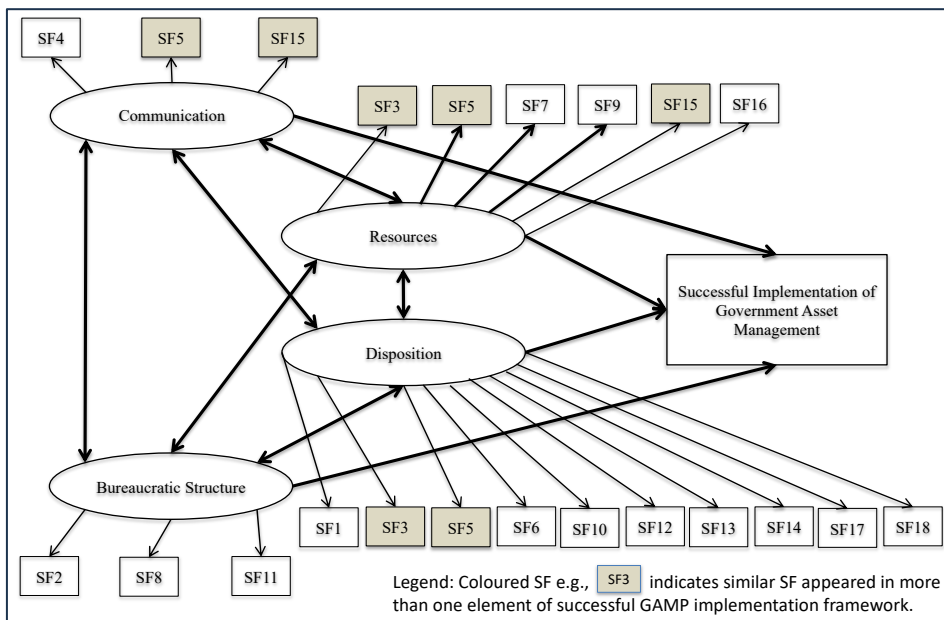 SF4
SF5
SF15
Communication
SF3
SF5
SF7
SF9
SF15
SF16
Resources
Successful Implementation of
Government Asset
Management
Disposition
Bureaucratic Structure
SF1
SF3
SF5
SF6
SF10
SF12
SF13
SF14
SF17
SF18
SF2
SF8
SF11
Legend: Coloured SF e.g., SF3 indicates similar SF appeared in more
than one element of successful GAMP implementation framework.